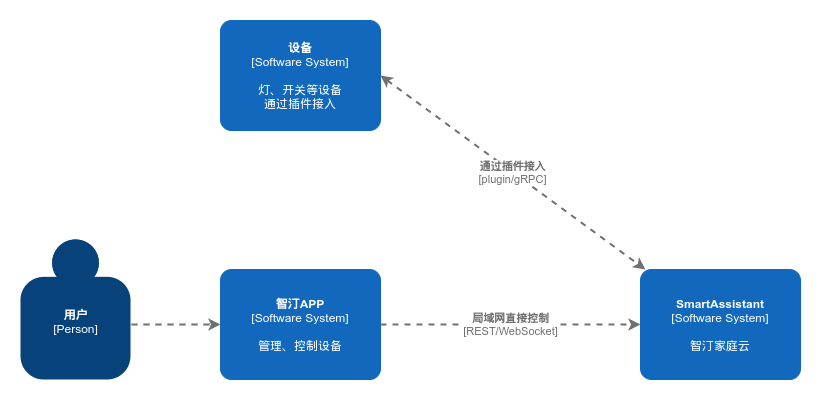 设备
[Software System]
灯、开关等设备
通过插件接入
通过插件接入
[plugin/gRPC]
用户
[Person]
智汀APP
[Software System]
管理、控制设备
局域网直接控制
[REST/WebSocket]
SmartAssistant
[Software System]
智汀家庭云